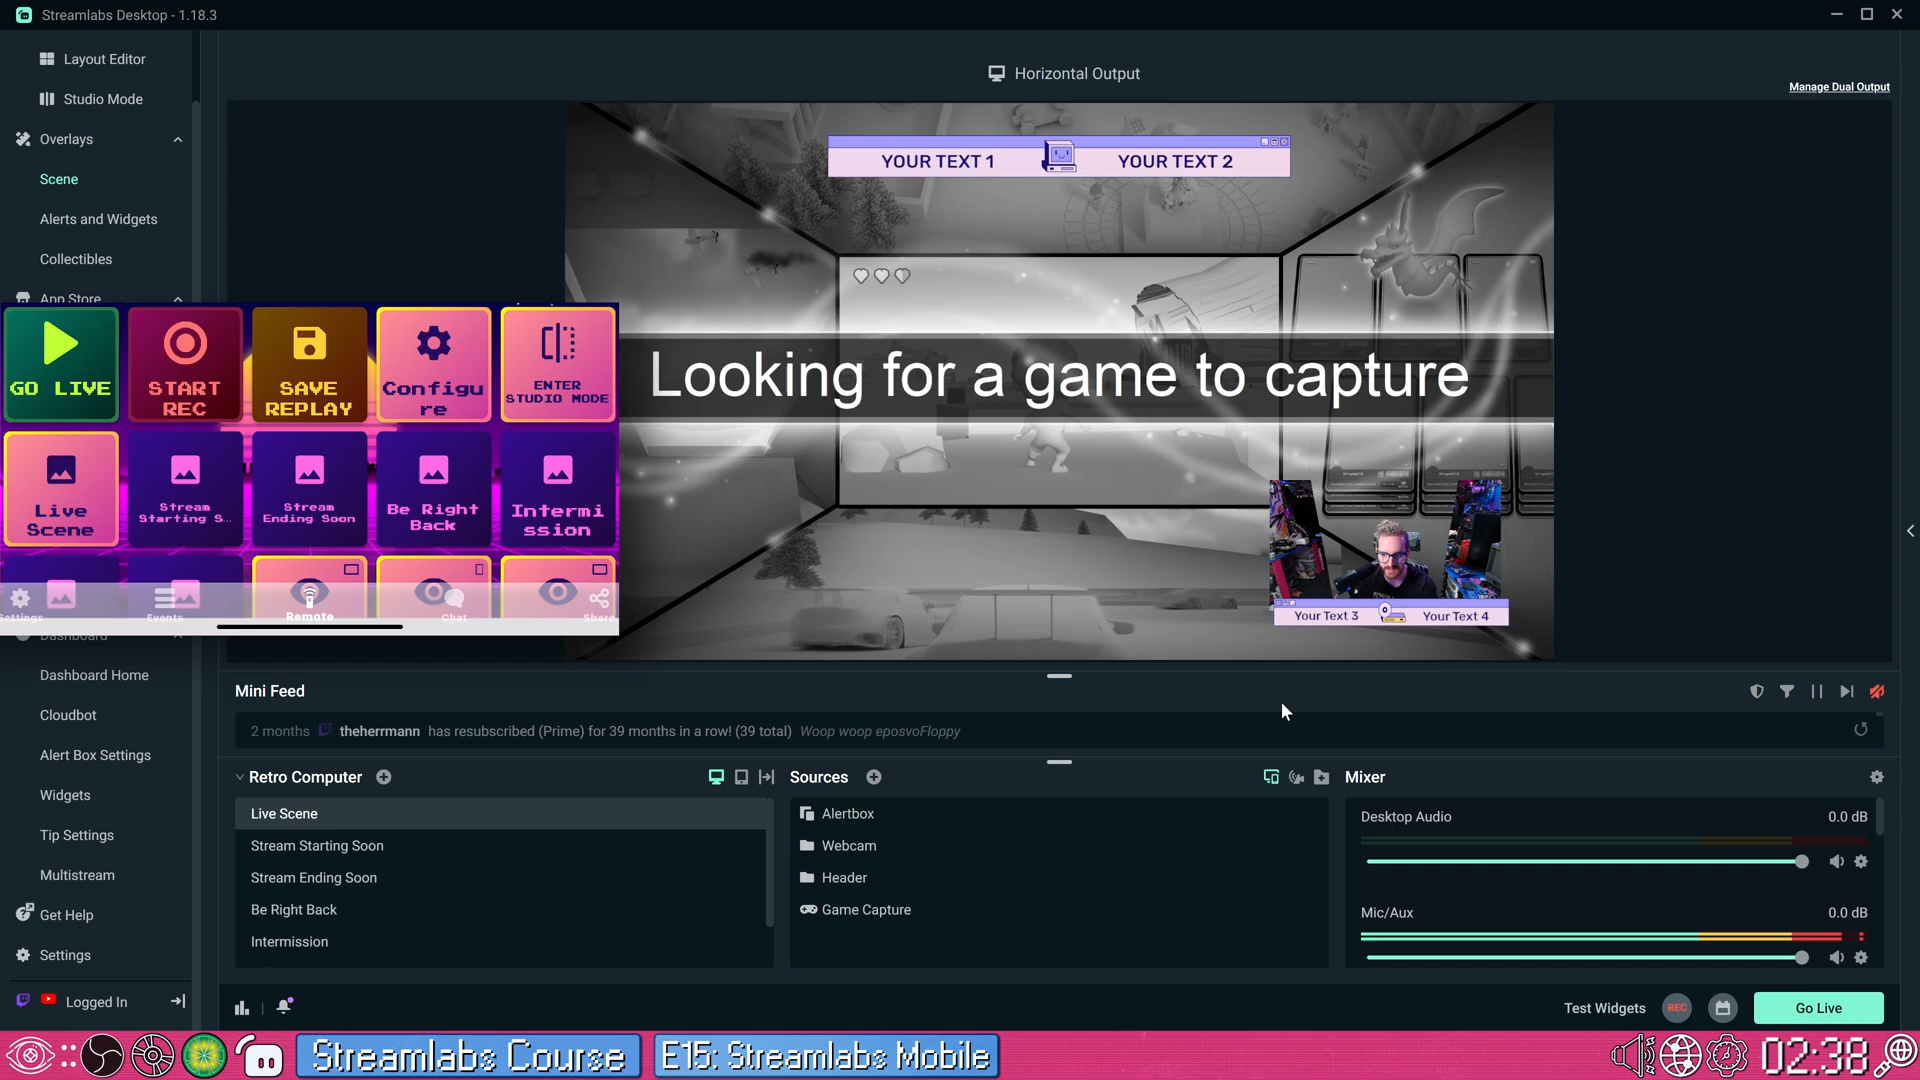 Streamlabs Desktop - 1.18.3
Layout Editor
Studio Mode
Overlays
Scene
Alerts and Widgets
Collectibles
App Store
Horizontal Output
Manage Dual Output
YOUR TEXT 1
YOUR TEXT 2
Looking for a game to capture
Your Text 3
Your Text 4
GO LIVE
START
REC
SAVE
REPLAY
Configu
re
ENTER
STUDIO MODE
Live
Scene
Stream
Starting S...
Stream
Ending Soon
Be Right
Back
Intermi
ssion
ettings
Events
Remote
Chat
Share
Dashboard
Dashboard Home
Cloudbot
Alert Box Settings
Widgets
Tip Settings
Multistream
Get Help
Settings
Logged In
Mini Feed
2 months theherrmann has resubscribed (Prime) for 39 months in a row! (39 total) Woop woop eposvoFloppy
Retro Computer
Live Scene
Stream Starting Soon
Stream Ending Soon
Be Right Back
Intermission
Sources
Alertbox
Webcam
Header
Game Capture
Mixer
Desktop Audio
0.0 dB
Mic/Aux
0.0 dB
Test Widgets
REC
Go Live
Streamlabs Course
E15: Streamlabs Mobile
02:38